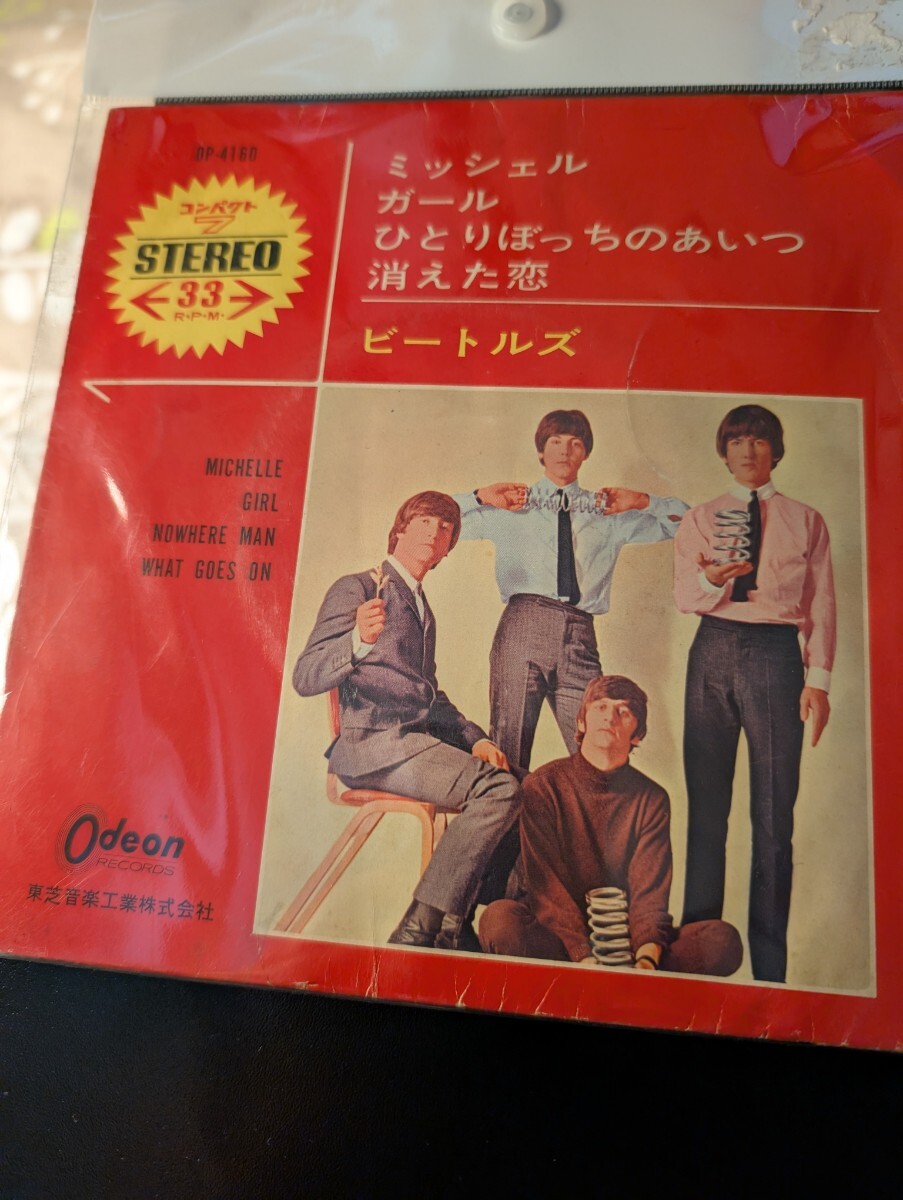 OP-4160
コンパクト
7
STEREO
33
R·P·M·
ミッシェル
ガール
ひとりぼっちのあいつ
消えた恋
ビートルズ
MICHELLE
GIRL
NOWHERE MAN
WHAT GOES ON
Odeon
RECORDS
東芝音楽工業株式会社